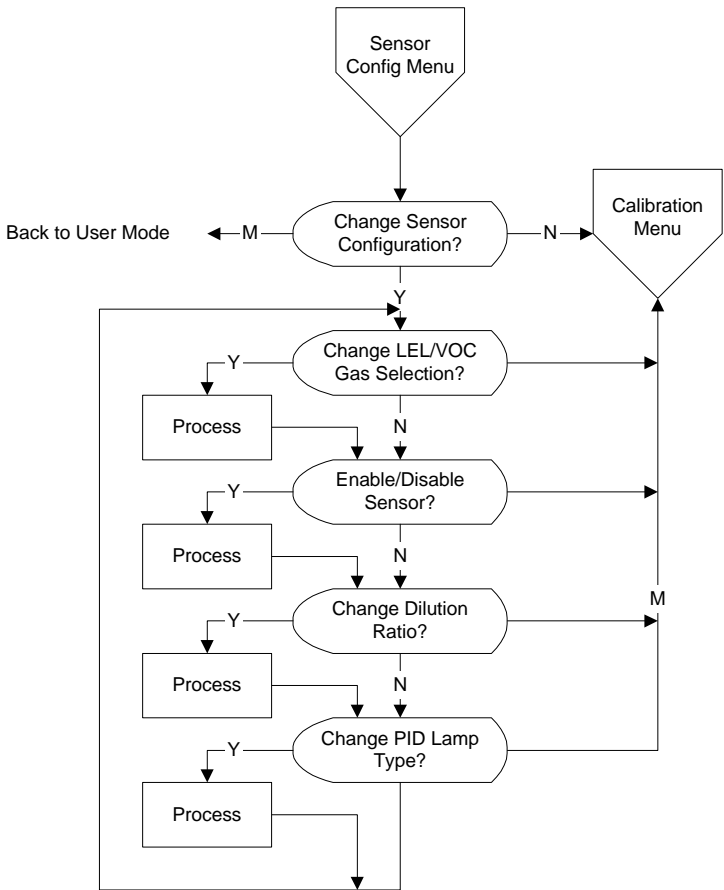 Sensor
Config Menu
Calibration
Menu
Back to User Mode
M
Change Sensor
Configuration?
N
Y
Change LEL/VOC
Gas Selection?
Y
Process
N
Enable/Disable
Sensor?
Y
Process
N
Change Dilution
Ratio?
Y
M
Process
N
Change PID Lamp
Type?
Y
Process